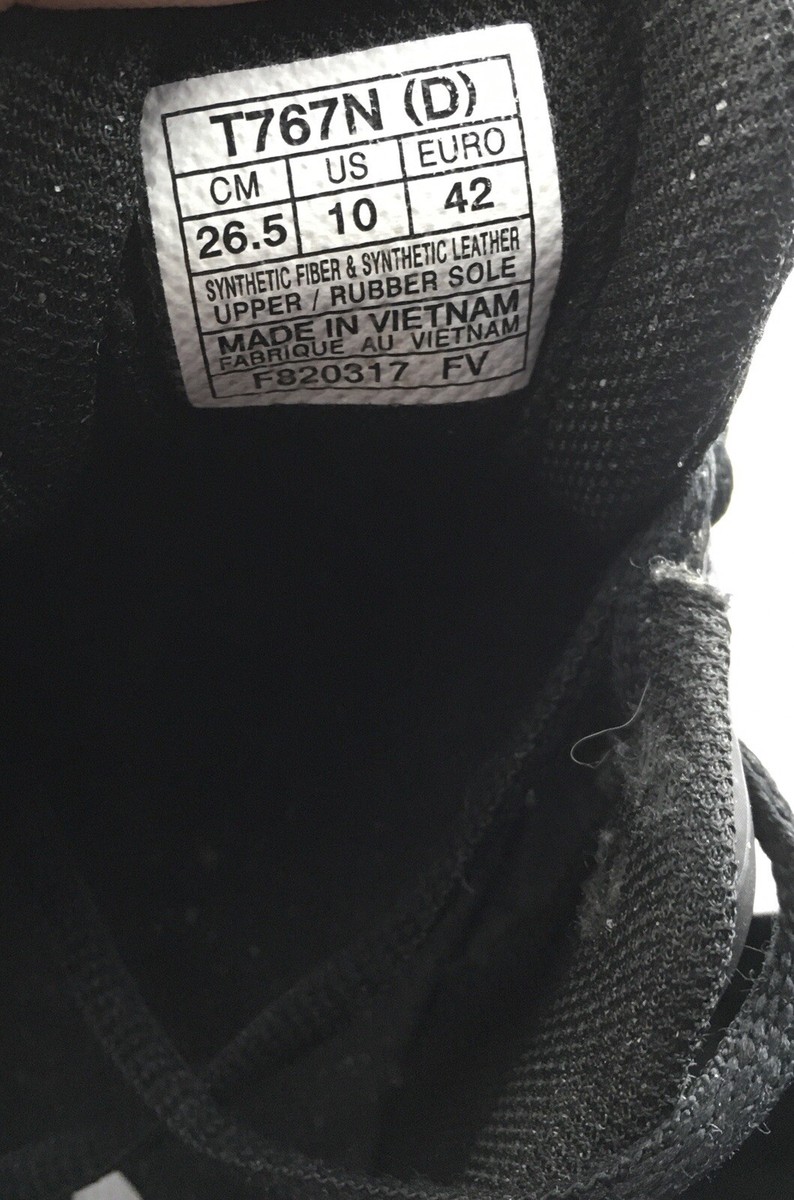 T767N (D)
CM US EURO
26.5 10 42
SYNTHETIC FIBER & SYNTHETIC LEATHER
UPPER / RUBBER SOLE
MADE IN VIETNAM
FABRIQUE AU VIETNAM
F820317 FV